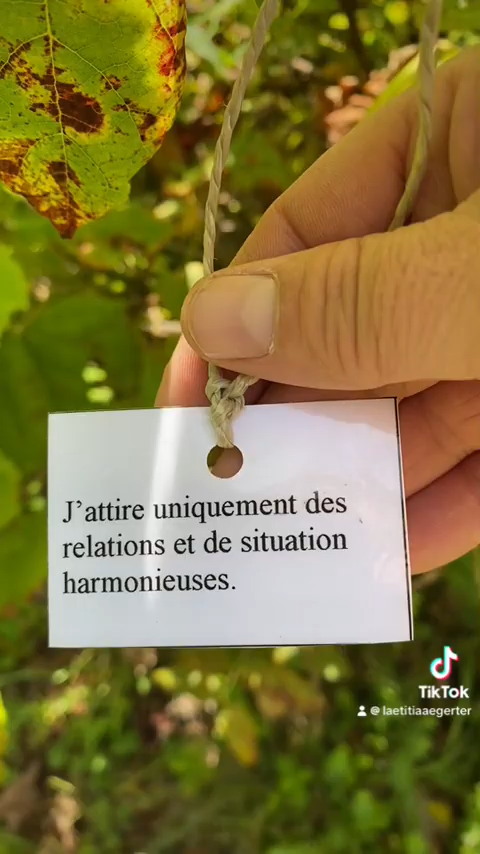 J'attire uniquement des
relations et de situation
harmonieuses.
TikTok
@laetitiaaegerter